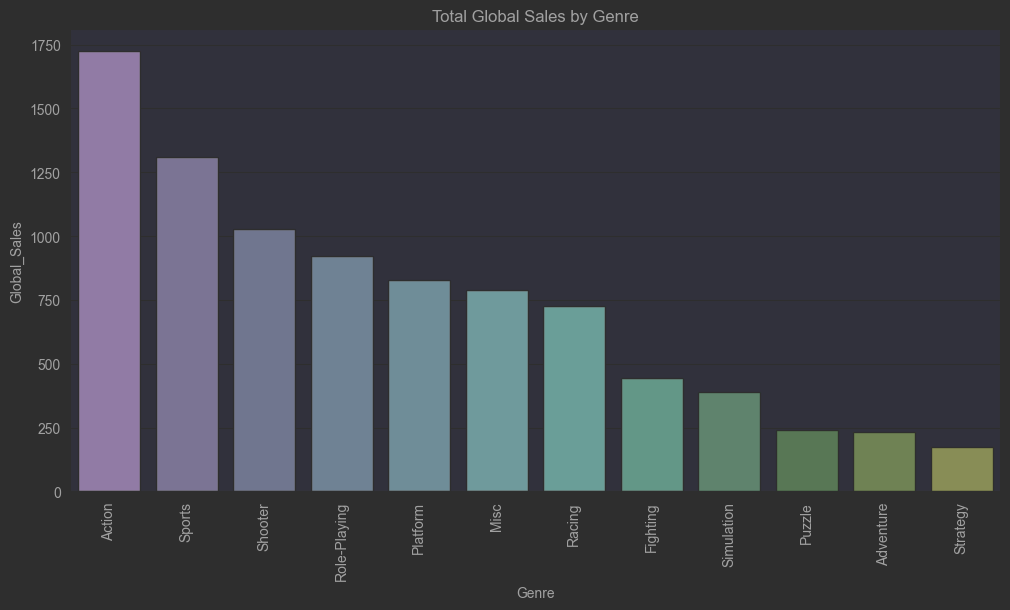 Total Global Sales by Genre
Global_Sales
1750
1500
1250
1000
750
500
250
0
Action
Sports
Shooter
Role-Playing
Platform
Misc
Racing
Fighting
Simulation
Puzzle
Adventure
Strategy
Genre